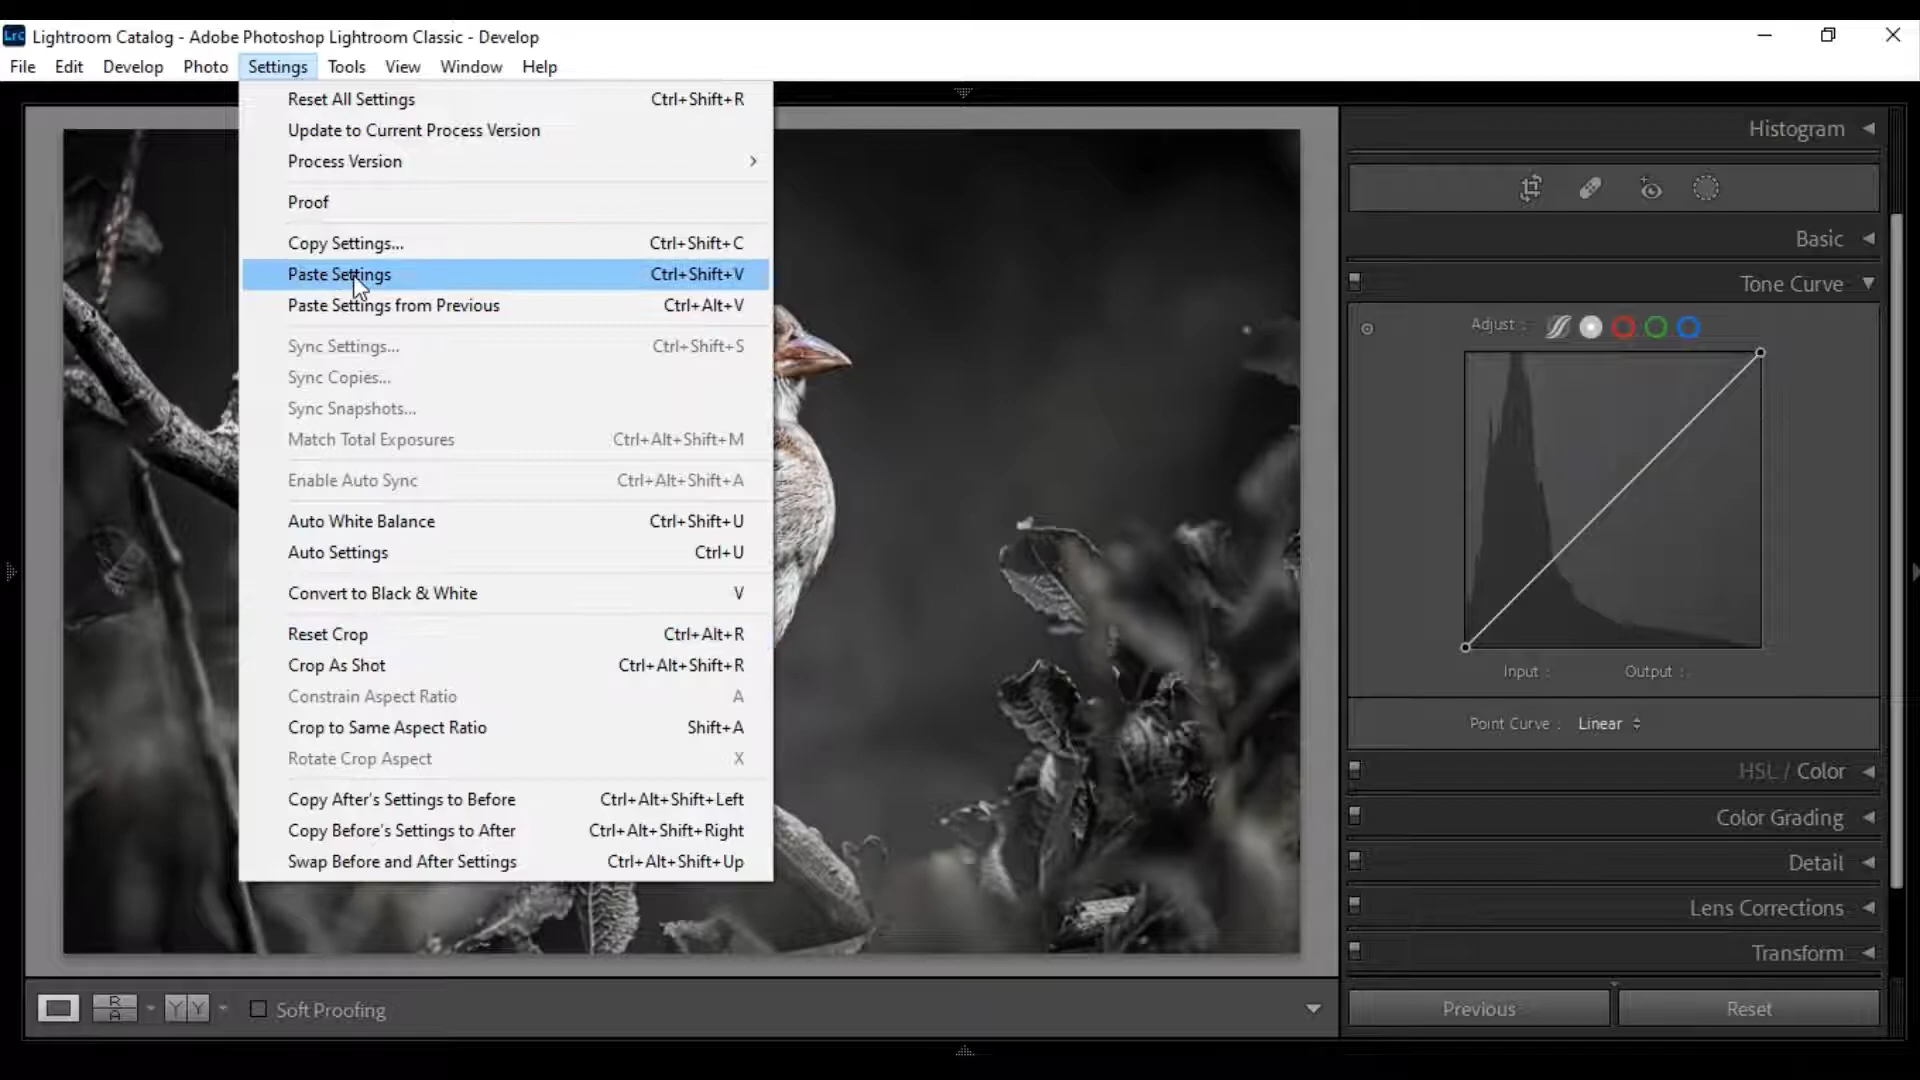 Lrc Lightroom Catalog - Adobe Photoshop Lightroom Classic - Develop
File Edit Develop Photo Settings Tools View Window Help
Reset All Settings Ctrl+Shift+R
Update to Current Process Version
Process Version
Proof
Copy Settings... Ctrl+Shift+C
Paste Settings Ctrl+Shift+V
Paste Settings from Previous Ctrl+Alt+V
Sync Settings... Ctrl+Shift+S
Sync Copies...
Sync Snapshots...
Match Total Exposures Ctrl+Alt+Shift+M
Enable Auto Sync Ctrl+Alt+Shift+A
Auto White Balance Ctrl+Shift+U
Auto Settings Ctrl+U
Convert to Black & White V
Reset Crop Ctrl+Alt+R
Crop As Shot Ctrl+Alt+Shift+R
Constrain Aspect Ratio A
Crop to Same Aspect Ratio Shift+A
Rotate Crop Aspect X
Copy After's Settings to Before Ctrl+Alt+Shift+Left
Copy Before's Settings to After Ctrl+Alt+Shift+Right
Swap Before and After Settings Ctrl+Alt+Shift+Up
Histogram
Basic
Tone Curve
Adjust :
Input : Output :
Point Curve : Linear
HSL / Color
Color Grading
Detail
Lens Corrections
Transform
R A Y Y Soft Proofing
Previous Reset